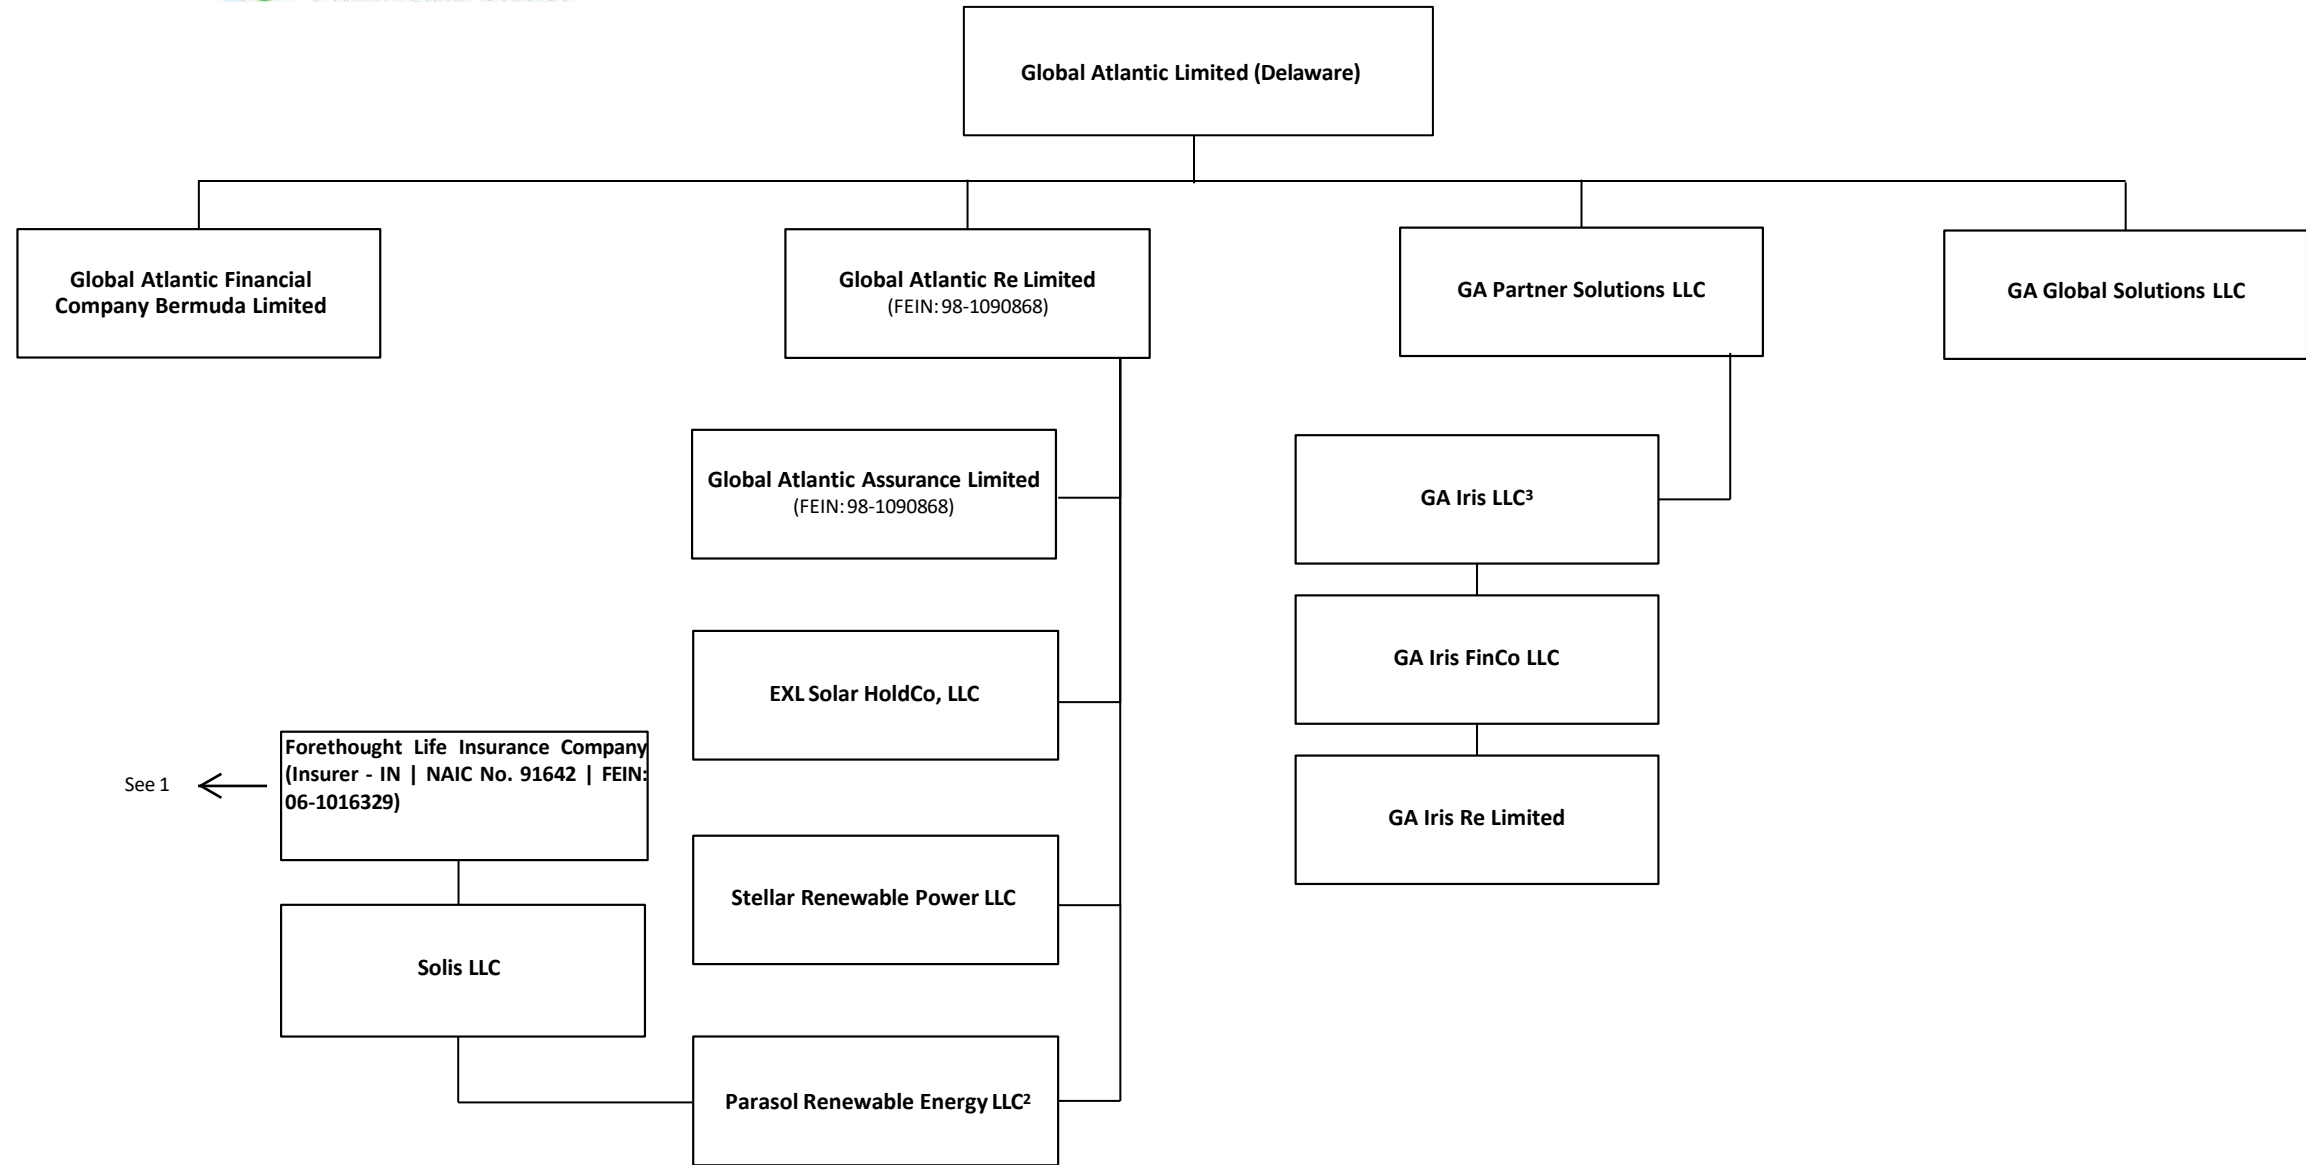 Global Atlantic Limited (Delaware)
Global Atlantic Financial
Company Bermuda Limited
Global Atlantic Re Limited
(FEIN: 98-1090868)
GA Partner Solutions LLC
GA Global Solutions LLC
Global Atlantic Assurance Limited
(FEIN: 98-1090868)
GA Iris LLC³
GA Iris FinCo LLC
EXL Solar HoldCo, LLC
Forethought Life Insurance Company
(Insurer - IN | NAIC No. 91642 | FEIN:
06-1016329)
See 1
GA Iris Re Limited
Stellar Renewable Power LLC
Solis LLC
Parasol Renewable Energy LLC²